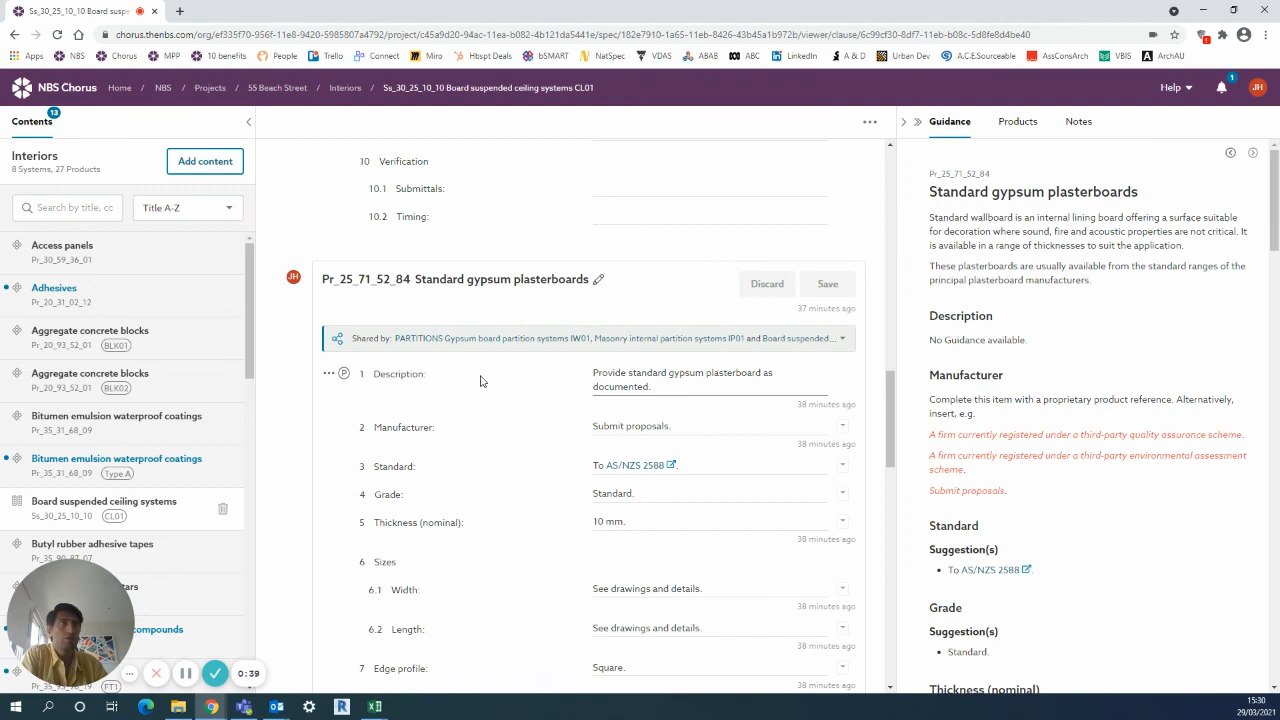 Ss_30_25_10_10 Board suspe
chorus.thenbs.com/org/ef335f70-e96e-11e8-9420-5985807a4792/project/c45a9d20-94ac-11ea-a082-4b121da5441e/spec/182e7910-1a65-11eb-8426-43b45a1b972b/viewer/clause/6c99cf30-8df7-11eb-b08c-5d8fe8d4be40
Apps NBS Chorus MPP 10 benefits Found People Trello Connect Miro Hbspt Deals bSMART NatSpec VDAS ABAB ABC LinkedIn A & D Urban Dev A.C.E.Sourceable AssConsArch VBIS ArchAU
NBS Chorus Home NBS Projects 55 Beach Street Interiors Ss_30_25_10_10 Board suspended ceiling systems CL01 Help 1 JH
Contents 13
Interiors
8 Systems, 27 Products
Add content
Search by title, cc
Title A-Z
Access panels
Pr_30_59_36_01
Adhesives
Pr_20_31_02_12
Aggregate concrete blocks
Pr_20_93_52_01 BLK01
Aggregate concrete blocks
Pr_20_93_52_01 BLK02
Bitumen emulsion waterproof coatings
Pr_35_31_68_09
Bitumen emulsion waterproof coatings
Pr_35_31_68_09 Type A
Board suspended ceiling systems
Ss_30_25_10_10 CL01
Butyl rubber adhesive tapes
Pr_35_90_87_07
tars
compounds
FT1
0:39
10 Verification
10.1 Submittals:
10.2 Timing:
JH
Pr_25_71_52_84 Standard gypsum plasterboards
Discard
Save
37 minutes ago
Shared by: PARTITIONS Gypsum board partition systems IW01, Masonry internal partition systems IP01 and Board suspended...
P 1 Description: Provide standard gypsum plasterboard as
documented.
38 minutes ago
2 Manufacturer: Submit proposals.
38 minutes ago
3 Standard: To AS/NZS 2588.
4 Grade: Standard.
5 Thickness (nominal): 10 mm.
38 minutes ago
6 Sizes
6.1 Width: See drawings and details.
38 minutes ago
6.2 Length: See drawings and details.
38 minutes ago
7 Edge profile: Square.
38 minutes ago
Guidance Products Notes
Pr_25_71_52_84
Standard gypsum plasterboards
Standard wallboard is an internal lining board offering a surface suitable
for decoration where sound, fire and acoustic properties are not critical. It
is available in a range of thicknesses to suit the application.
These plasterboards are usually available from the standard ranges of the
principal plasterboard manufacturers.
Description
No Guidance available.
Manufacturer
Complete this item with a proprietary product reference. Alternatively,
insert, e.g.
A firm currently registered under a third-party quality assurance scheme.
A firm currently registered under a third-party environmental assessment
scheme.
Submit proposals.
Standard
Suggestion(s)
• To AS/NZS 2588.
Grade
Suggestion(s)
• Standard.
Thickness (nominal)
15:30
29/03/2021